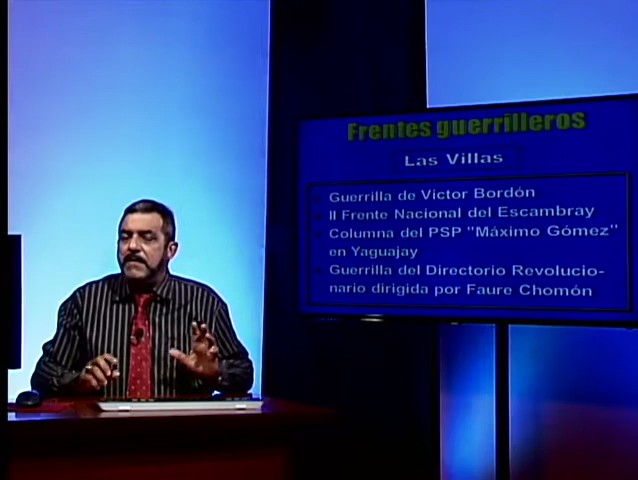 Frentes guerrilleros
Las Villas
Guerrilla de Victor Bordón
II Frente Nacional del Escambray
Columna del PSP "Máximo Gómez"
en Yaguajay
Guerrilla del Directorio Revolucio-
nario dirigida por Faure Chomón